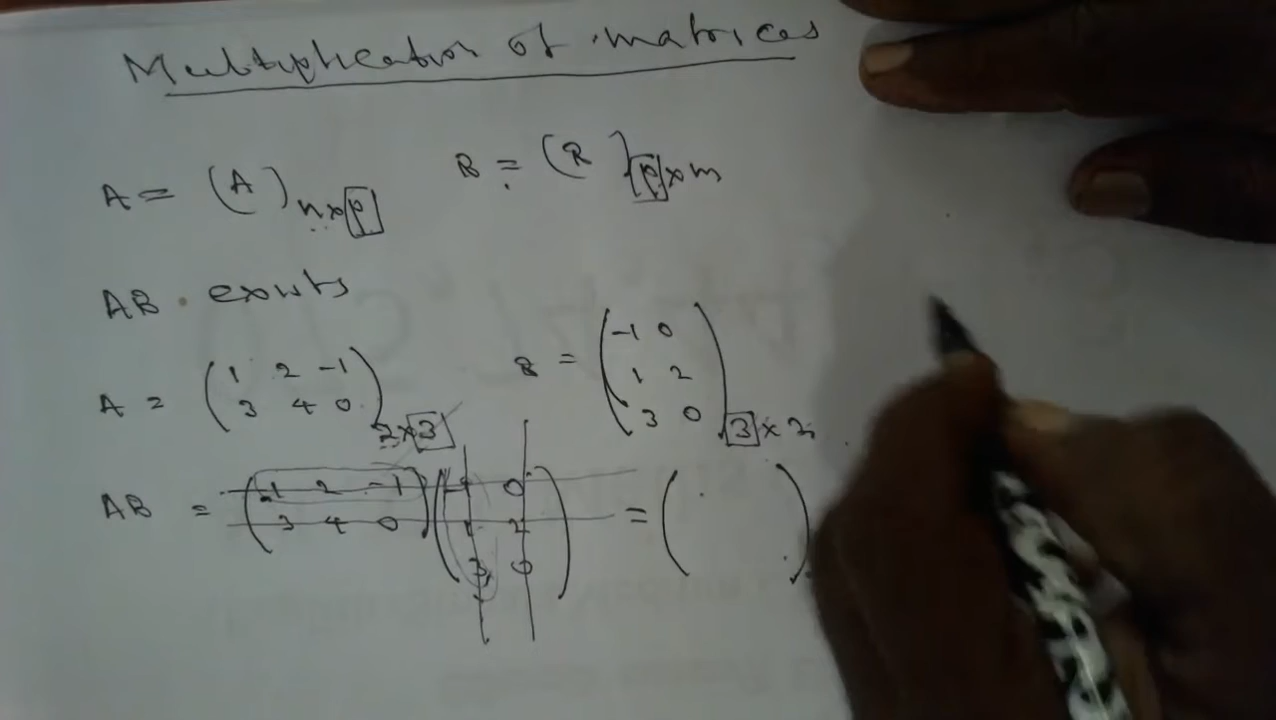 Multiplication of matrices
A = (A)n×p B = (R)p×m
AB exists
A = (1 2 -1
3 4 0)2×3 B = (-1 0
1 2
3 0)3×2
AB = (1 2 -1
3 4 0)(-1 0
1 2
3 0) = ( )